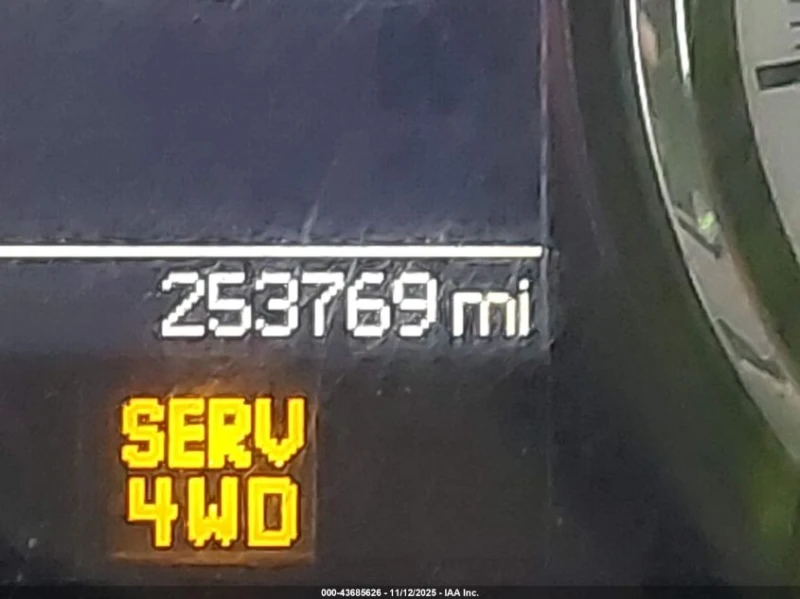 253769 mi
SERV
4WD
000-43685626 - 11/12/2025 - IAA Inc.